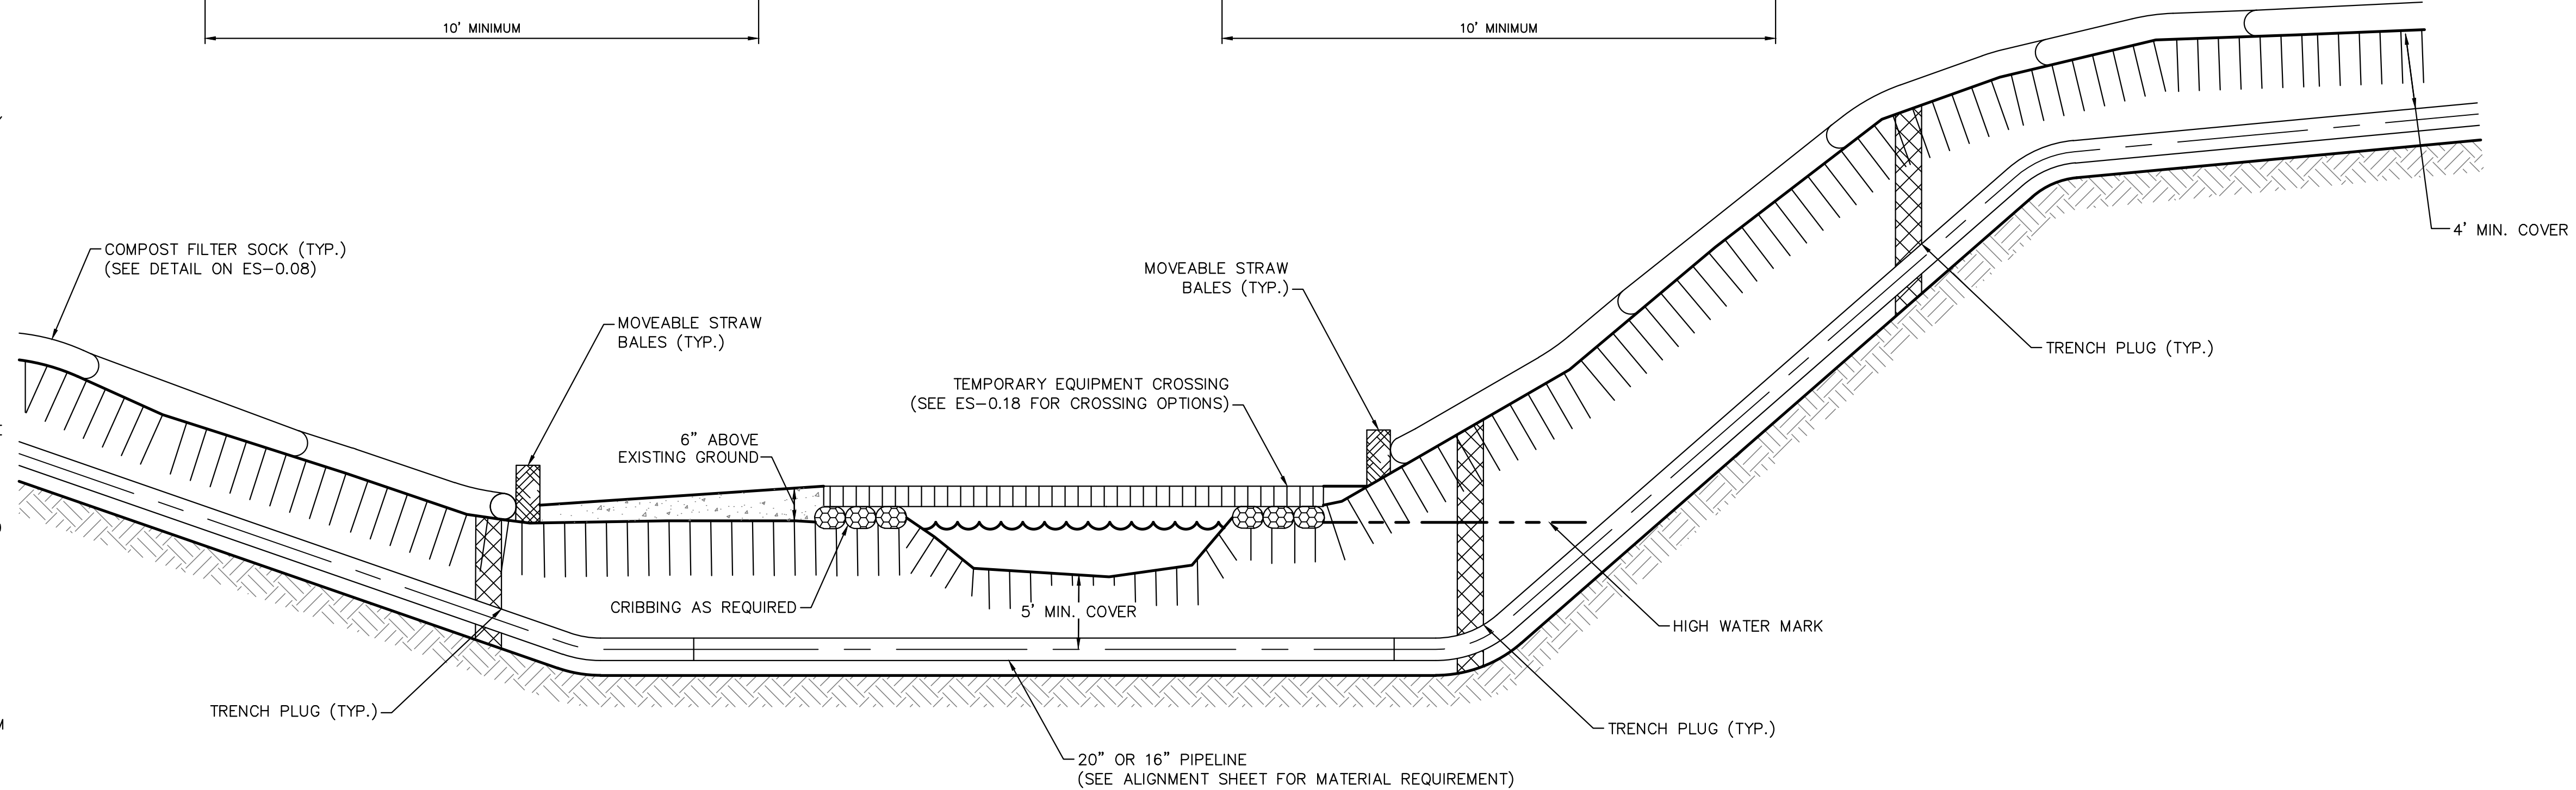 10' MINIMUM
10' MINIMUM
4' MIN. COVER
COMPOST FILTER SOCK (TYP.)
(SEE DETAIL ON ES-0.08)
MOVEABLE STRAW
BALES (TYP.)
MOVEABLE STRAW
BALES (TYP.)
TRENCH PLUG (TYP.)
TEMPORARY EQUIPMENT CROSSING
(SEE ES-0.18 FOR CROSSING OPTIONS)
6" ABOVE
EXISTING GROUND
CRIBBING AS REQUIRED
5' MIN. COVER
HIGH WATER MARK
TRENCH PLUG (TYP.)
TRENCH PLUG (TYP.)
20" OR 16" PIPELINE
(SEE ALIGNMENT SHEET FOR MATERIAL REQUIREMENT)